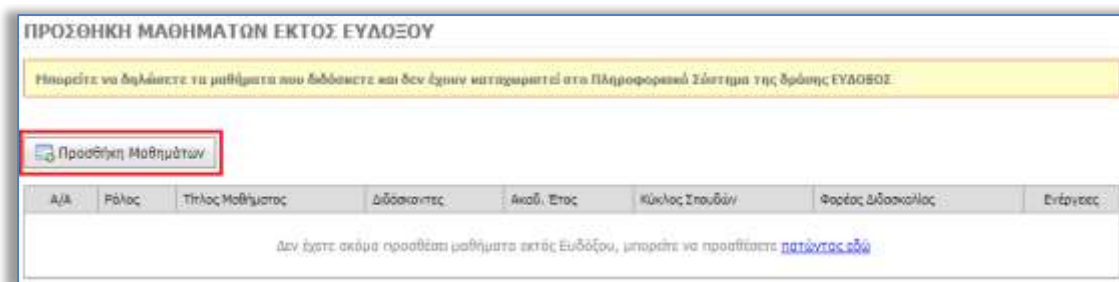 ΠΡΟΣΘΗΚΗ ΜΑΘΗΜΑΤΩΝ ΕΚΤΟΣ ΕΥΔΟΞΟΥ
Μπορείτε να δηλώσετε τα μαθήματα που διδάσκετε και δεν έχουν καταχωριστεί στο Πληροφοριακό Σύστημα της δράσης ΕΥΔΟΞΟΣ
Προσθήκη Μαθημάτων
Α/Α Ρόλος Τίτλος Μαθήματος Διδάσκοντες Ακαδ. Έτος Κύκλος Σπουδών Φορέας Διδασκαλίας Ενέργειες
Δεν έχετε ακόμα προσθέσει μαθήματα εκτός Ευδόξου, μπορείτε να προσθέσετε πατώντας εδώ